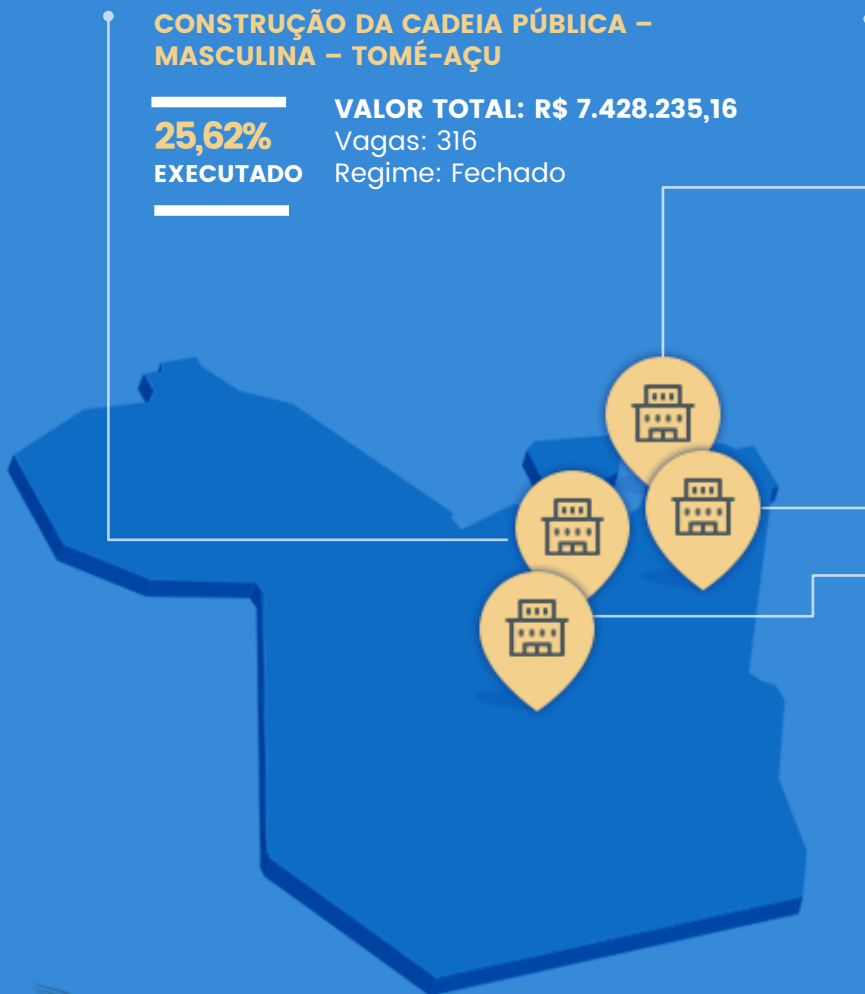 CONSTRUÇÃO DA CADEIA PÚBLICA –
MASCULINA – TOMÉ-AÇU
25,62%
EXECUTADO
VALOR TOTAL: R$ 7.428.235,16
Vagas: 316
Regime: Fechado